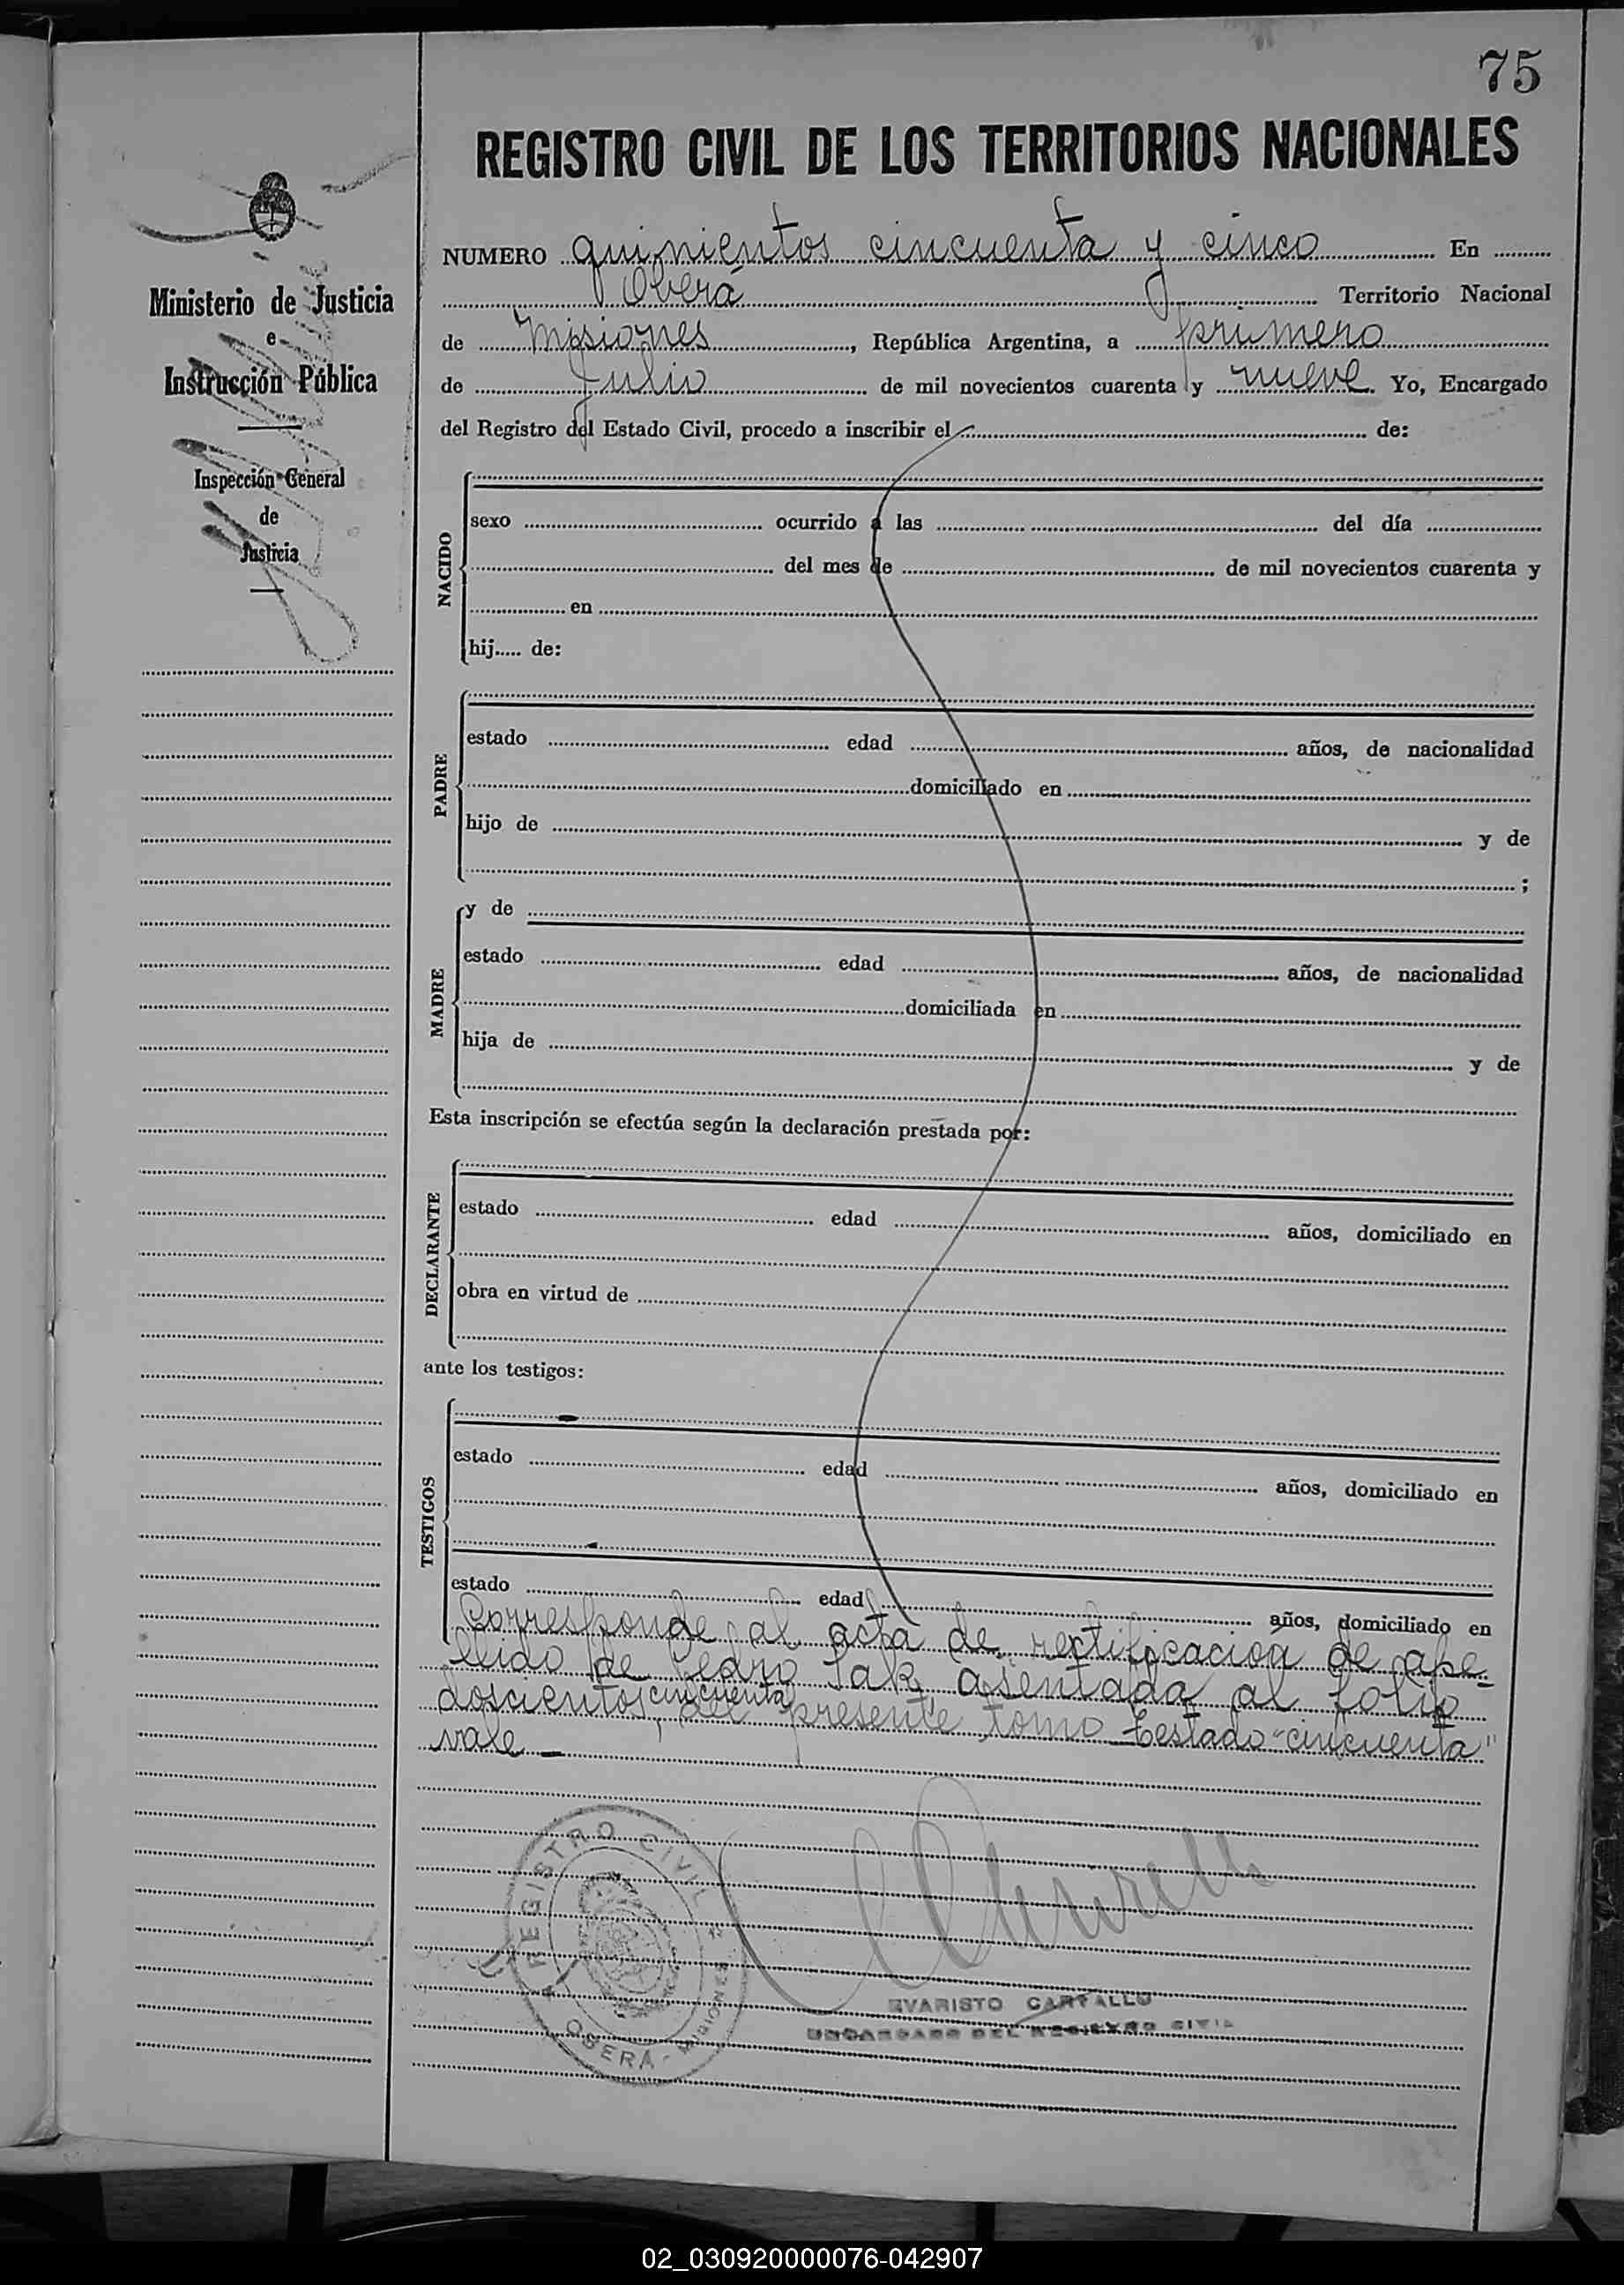 75
REGISTRO CIVIL DE LOS TERRITORIOS NACIONALES
Ministerio de Justicia
e
Instrucción Pública
Inspección General
de
Justicia
NUMERO quinientos cincuenta y cinco En
Oberá Territorio Nacional
de Misiones, República Argentina, a primero
de Julio de mil novecientos cuarenta y nueve. Yo, Encargado
del Registro del Estado Civil, procedo a inscribir el de:
NACIDO
sexo ocurrido a las del día
del mes de de mil novecientos cuarenta y
en
hij..... de:
PADRE
estado edad años, de nacionalidad
domiciliado en
hijo de y de
;
MADRE
y de
estado edad años, de nacionalidad
domiciliada en
hija de y de
Esta inscripción se efectúa según la declaración prestada por:
DECLARANTE
estado edad años, domiciliado en
obra en virtud de
ante los testigos:
TESTIGOS
estado edad años, domiciliado en
estado edad años, domiciliado en
Corresponde al acta de rectificacion de ape-
llido de Pedro Sak asentada al folio
doscientos cincuenta, del presente tomo Testado "cincuenta"
vale —
REGISTRO CIVIL
OBERA - MISIONES
EVARISTO CARVALLO
ENCARGADO DEL REGISTRO CIVIL
02_030920000076-042907